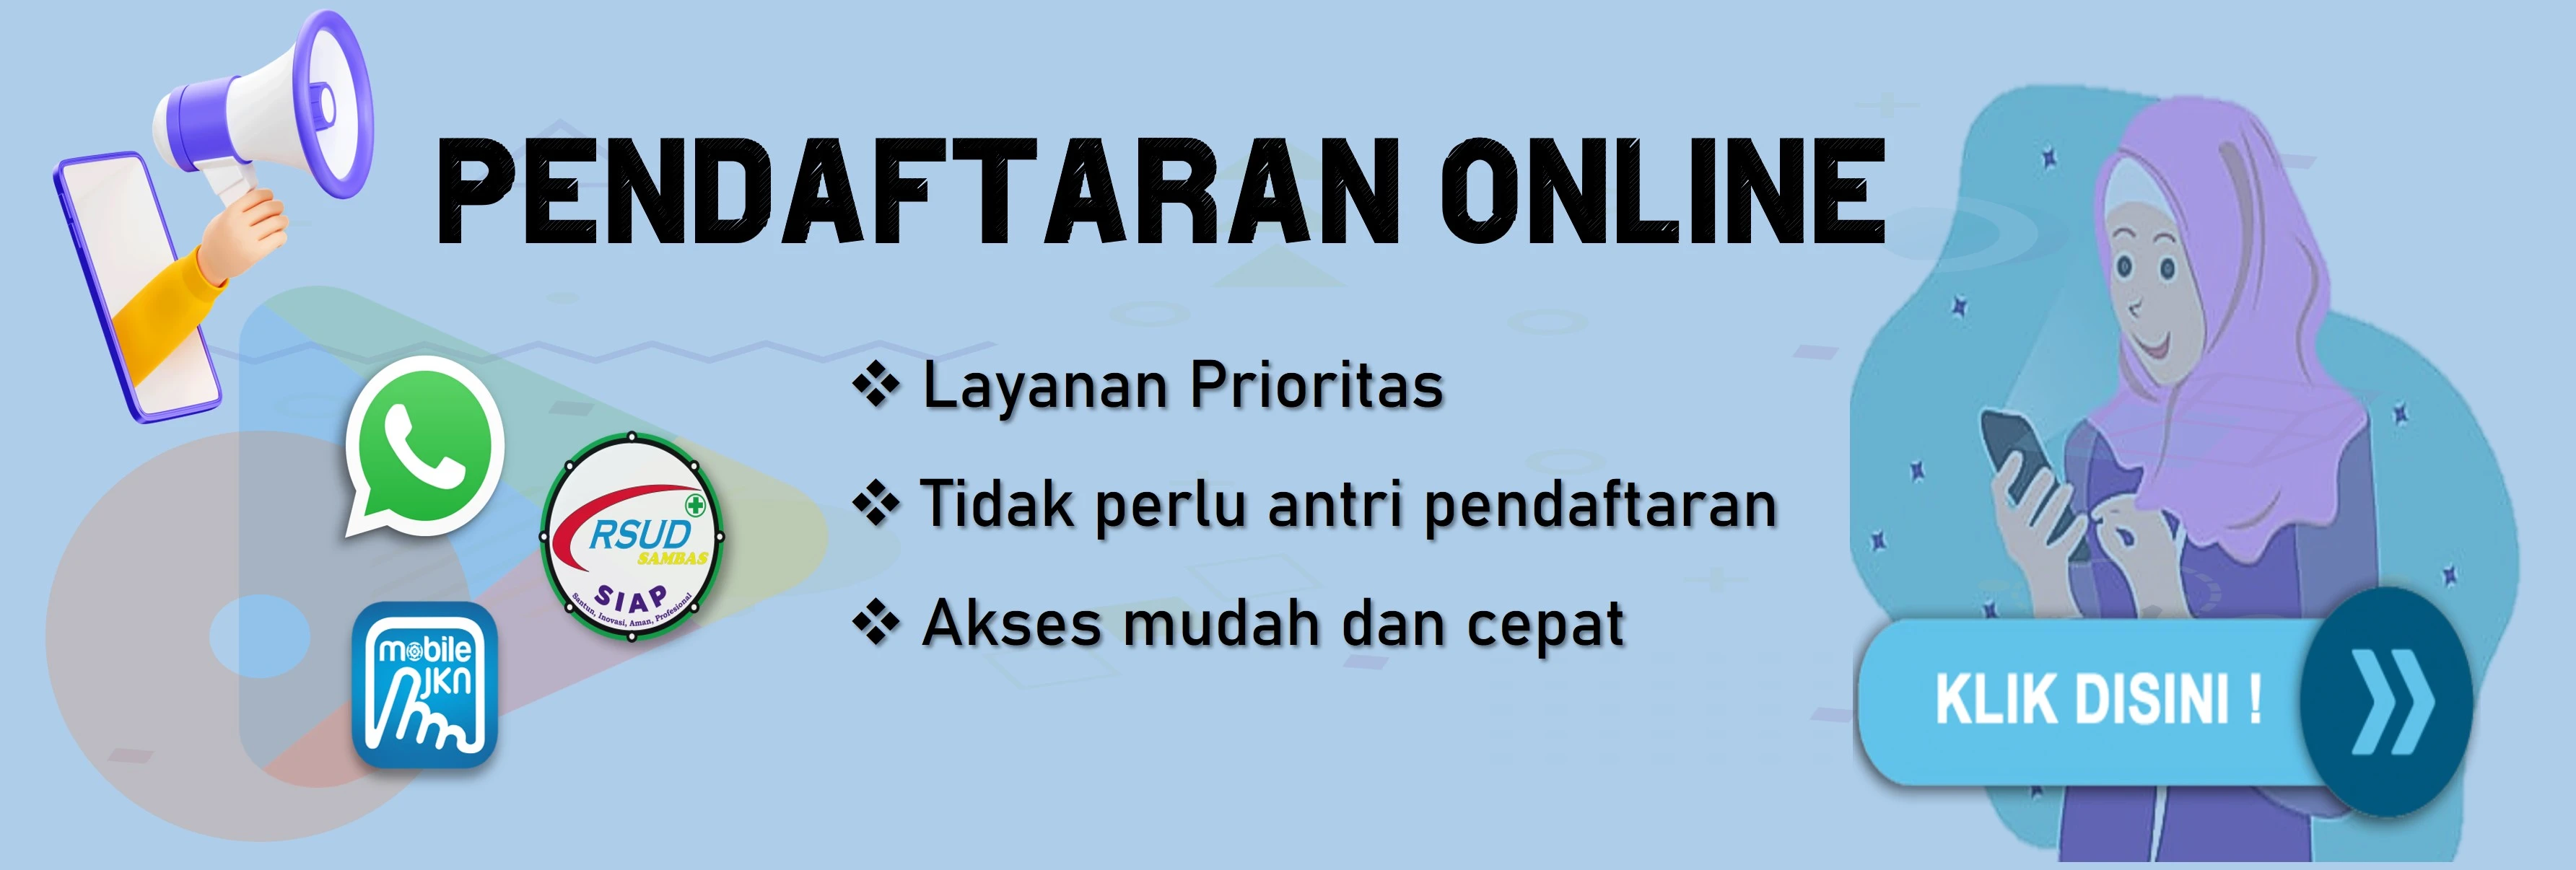 PENDAFTARAN ONLINE
Layanan Prioritas
Tidak perlu antri pendaftaran
Akses mudah dan cepat
RSUD
SAMBAS
SIAP
Santun, Inovasi, Aman, Profesional
mobile
JKN
KLIK DISINI !